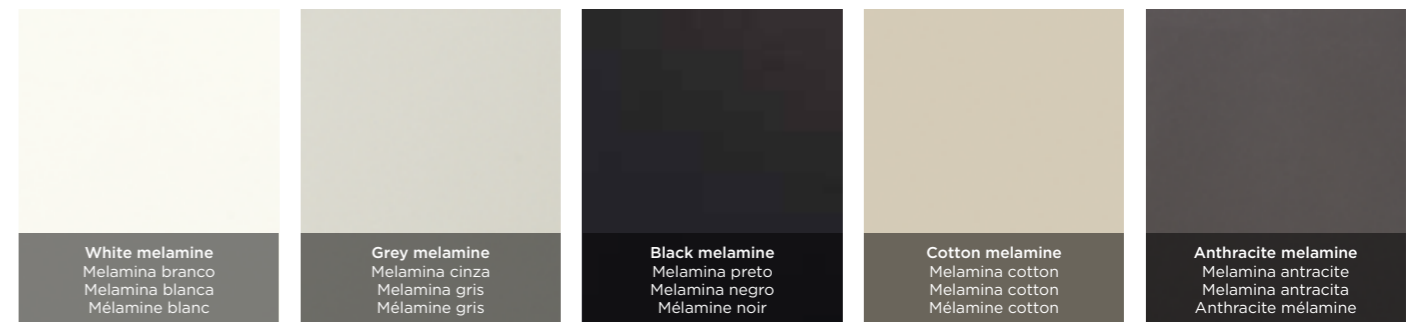 White melamine
Melamina branco
Melamina blanca
Mélamine blanc
Grey melamine
Melamina cinza
Melamina gris
Mélamine gris
Black melamine
Melamina preto
Melamina negro
Mélamine noir
Cotton melamine
Melamina cotton
Melamina cotton
Mélamine cotton
Anthracite melamine
Melamina antracite
Melamina antracita
Anthracite mélamine